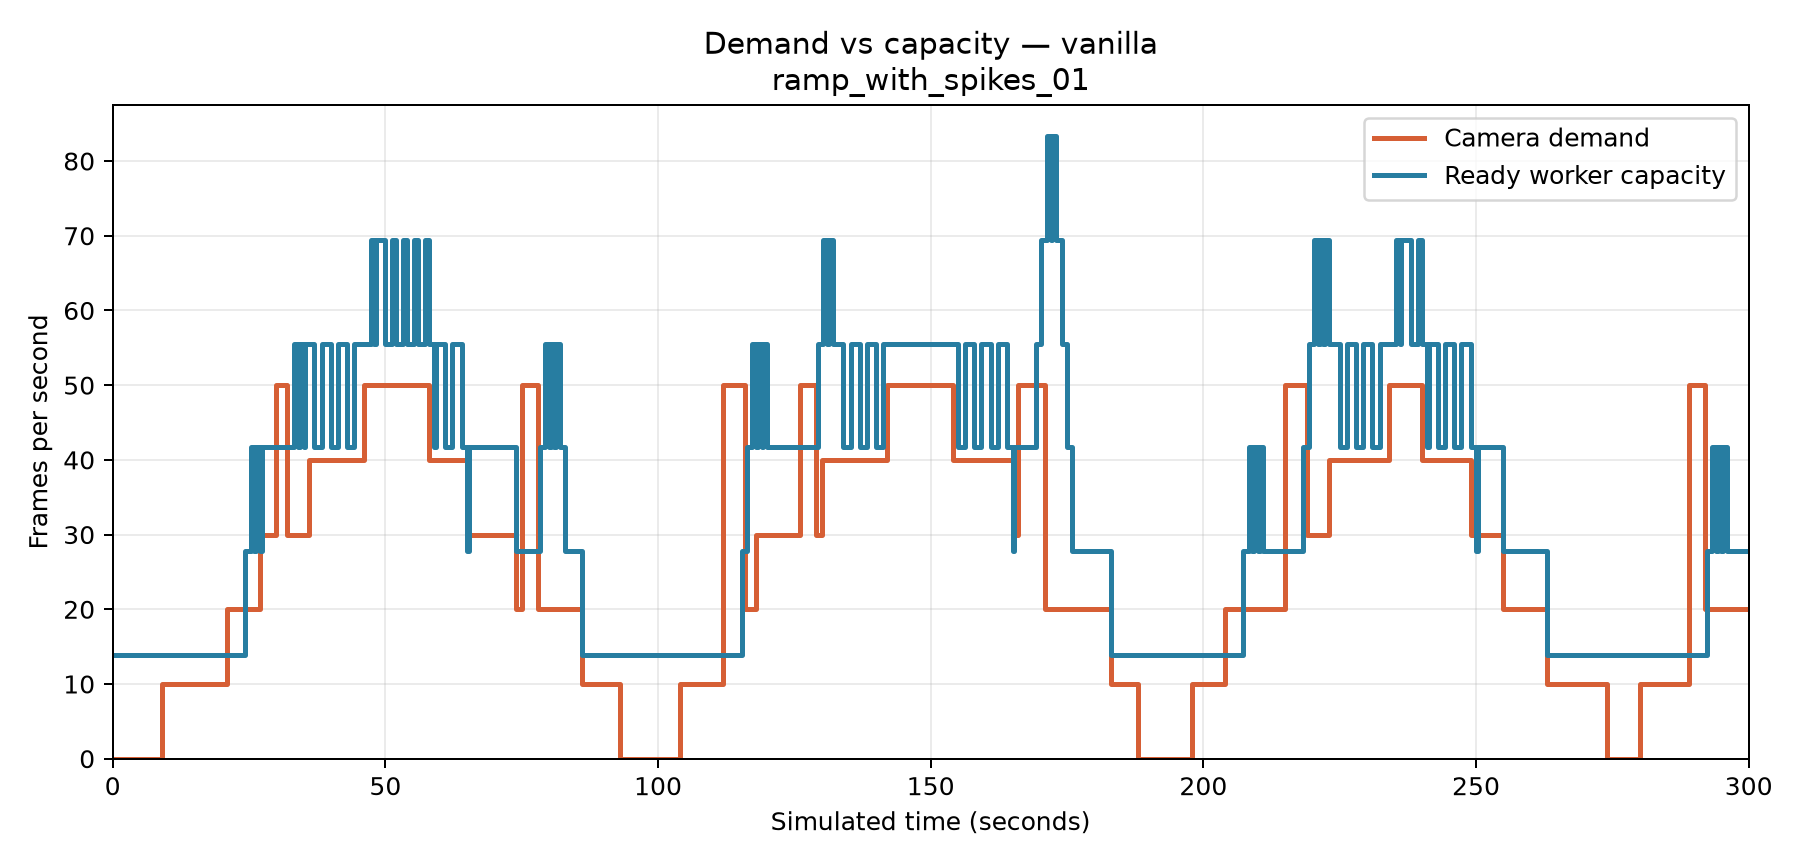 Demand vs capacity — vanilla
ramp_with_spikes_01
Camera demand
Ready worker capacity
Frames per second
80
70
60
50
40
30
20
10
0
0 50 100 150 200 250 300
Simulated time (seconds)